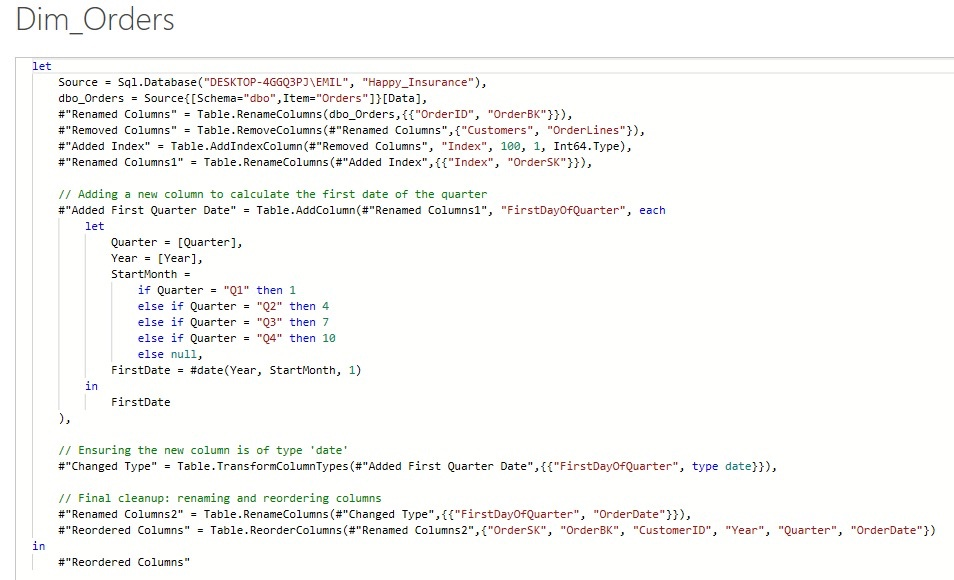 Dim_Orders
let
    Source = Sql.Database("DESKTOP-4GGQ3PJ\EMIL", "Happy_Insurance"),
    dbo_Orders = Source{[Schema="dbo",Item="Orders"]}[Data],
    #"Renamed Columns" = Table.RenameColumns(dbo_Orders,{{"OrderID", "OrderBK"}}),
    #"Removed Columns" = Table.RemoveColumns(#"Renamed Columns",{"Customers", "OrderLines"}),
    #"Added Index" = Table.AddIndexColumn(#"Removed Columns", "Index", 100, 1, Int64.Type),
    #"Renamed Columns1" = Table.RenameColumns(#"Added Index",{{"Index", "OrderSK"}}),
    // Adding a new column to calculate the first date of the quarter
    #"Added First Quarter Date" = Table.AddColumn(#"Renamed Columns1", "FirstDayOfQuarter", each
        let
            Quarter = [Quarter],
            Year = [Year],
            StartMonth =
                if Quarter = "Q1" then 1
                else if Quarter = "Q2" then 4
                else if Quarter = "Q3" then 7
                else if Quarter = "Q4" then 10
                else null,
            FirstDate = #date(Year, StartMonth, 1)
        in
            FirstDate
    ),
    // Ensuring the new column is of type 'date'
    #"Changed Type" = Table.TransformColumnTypes(#"Added First Quarter Date",{{"FirstDayOfQuarter", type date}}),
    // Final cleanup: renaming and reordering columns
    #"Renamed Columns2" = Table.RenameColumns(#"Changed Type",{{"FirstDayOfQuarter", "OrderDate"}}),
    #"Reordered Columns" = Table.ReorderColumns(#"Renamed Columns2",{"OrderSK", "OrderBK", "CustomerID", "Year", "Quarter", "OrderDate"})
in
    #"Reordered Columns"